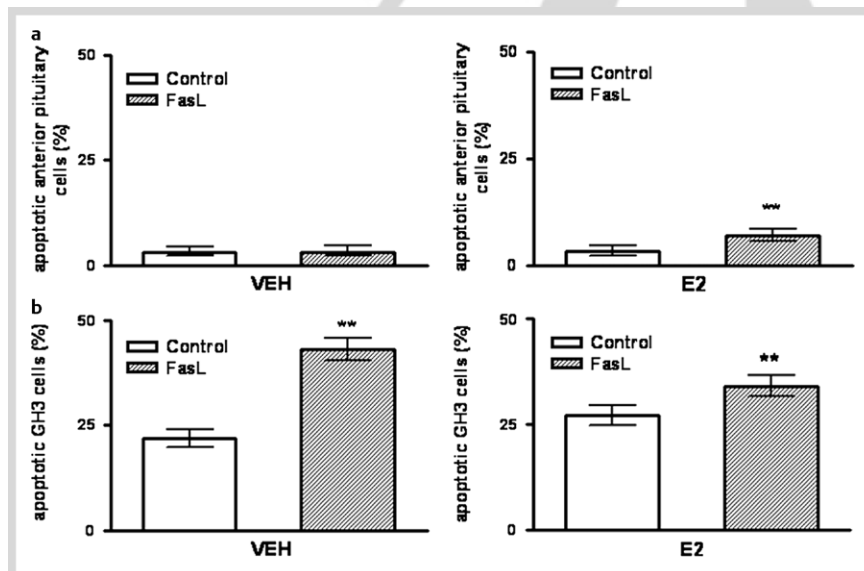 a
apoptotic anterior pituitary
cells (%)
50
25
0
Control
FasL
VEH
apoptotic anterior pituitary
cells (%)
50
25
0
Control
FasL
**
E2
b
apoptotic GH3 cells (%)
50
25
0
Control
FasL
**
VEH
apoptotic GH3 cells (%)
50
25
0
Control
FasL
**
E2